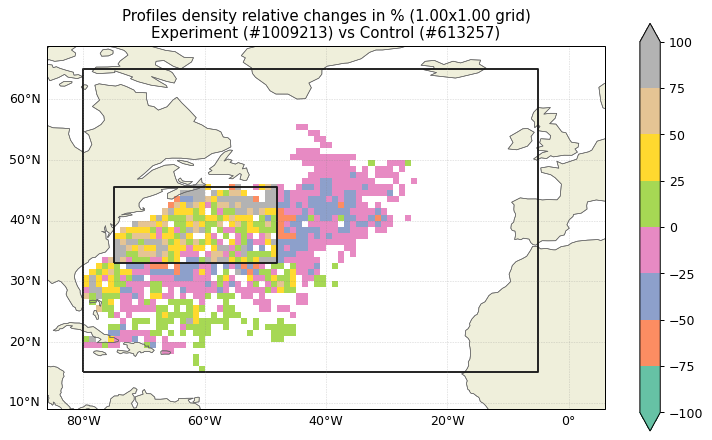 Profiles density relative changes in % (1.00x1.00 grid)
Experiment (#1009213) vs Control (#613257)
60°N
50°N
40°N
30°N
20°N
10°N
80°W
60°W
40°W
20°W
0°
100
75
50
25
0
−25
−50
−75
−100